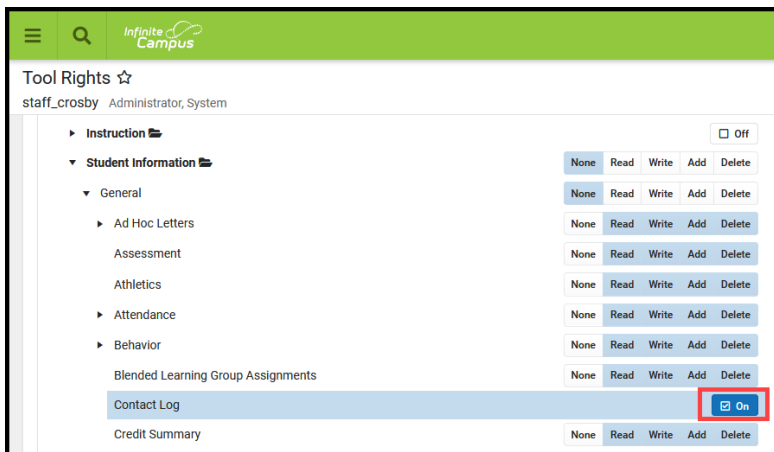 Infinite
Campus
Tool Rights
staff_crosby Administrator, System
Instruction Off
Student Information None Read Write Add Delete
General None Read Write Add Delete
Ad Hoc Letters None Read Write Add Delete
Assessment None Read Write Add Delete
Athletics None Read Write Add Delete
Attendance None Read Write Add Delete
Behavior None Read Write Add Delete
Blended Learning Group Assignments None Read Write Add Delete
Contact Log On
Credit Summary None Read Write Add Delete